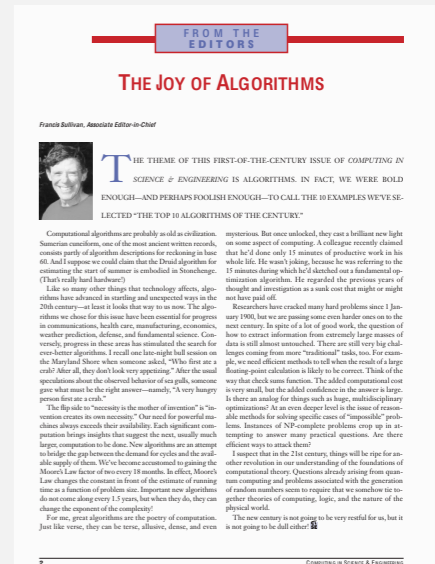 FROM THE
EDITORS
THE JOY OF ALGORITHMS
Francis Sullivan, Associate Editor-in-Chief
THE THEME OF THIS FIRST-OF-THE-CENTURY ISSUE OF COMPUTING IN
SCIENCE & ENGINEERING IS ALGORITHMS. IN FACT, WE WERE BOLD
ENOUGH—AND PERHAPS FOOLISH ENOUGH—TO CALL THE 10 EXAMPLES WE'VE SE-
LECTED "THE TOP 10 ALGORITHMS OF THE CENTURY."
Computational algorithms are probably as old as civilization.
Sumerian cuneiform, one of the most ancient written records,
consists partly of algorithm descriptions for reckoning in base
60. And I suppose we could claim that the Druid algorithm for
estimating the start of summer is embodied in Stonehenge.
(That's really hard hardware!)
Like so many other things that technology affects, algo-
rithms have advanced in startling and unexpected ways in the
20th century—at least it looks that way to us now. The algo-
rithms we chose for this issue have been essential for progress
in communications, health care, manufacturing, economics,
weather prediction, defense, and fundamental science. Con-
versely, progress in these areas has stimulated the search for
ever-better algorithms. I recall one late-night bull session on
the Maryland Shore when someone asked, "Who first ate a
crab? After all, they don't look very appetizing." After the usual
speculations about the observed behavior of sea gulls, someone
gave what must be the right answer—namely, "A very hungry
person first ate a crab."
The flip side to "necessity is the mother of invention" is "in-
vention creates its own necessity." Our need for powerful ma-
chines always exceeds their availability. Each significant com-
putation brings insights that suggest the next, usually much
larger, computation to be done. New algorithms are an attempt
to bridge the gap between the demand for cycles and the avail-
able supply of them. We've become accustomed to gaining the
Moore's Law factor of two every 18 months. In effect, Moore's
Law changes the constant in front of the estimate of running
time as a function of problem size. Important new algorithms
do not come along every 1.5 years, but when they do, they can
change the exponent of the complexity!
For me, great algorithms are the poetry of computation.
Just like verse, they can be terse, allusive, dense, and even
mysterious. But once unlocked, they cast a brilliant new light
on some aspect of computing. A colleague recently claimed
that he'd done only 15 minutes of productive work in his
whole life. He wasn't joking, because he was referring to the
15 minutes during which he'd sketched out a fundamental op-
timization algorithm. He regarded the previous years of
thought and investigation as a sunk cost that might or might
not have paid off.
Researchers have cracked many hard problems since 1 Jan-
uary 1900, but we are passing some even harder ones on to the
next century. In spite of a lot of good work, the question of
how to extract information from extremely large masses of
data is still almost untouched. There are still very big chal-
lenges coming from more "traditional" tasks, too. For exam-
ple, we need efficient methods to tell when the result of a large
floating-point calculation is likely to be correct. Think of the
way that check sums function. The added computational cost
is very small, but the added confidence in the answer is large.
Is there an analog for things such as huge, multidisciplinary
optimizations? At an even deeper level is the issue of reason-
able methods for solving specific cases of "impossible" prob-
lems. Instances of NP-complete problems crop up in at-
tempting to answer many practical questions. Are there
efficient ways to attack them?
I suspect that in the 21st century, things will be ripe for an-
other revolution in our understanding of the foundations of
computational theory. Questions already arising from quan-
tum computing and problems associated with the generation
of random numbers seem to require that we somehow tie to-
gether theories of computing, logic, and the nature of the
physical world.
The new century is not going to be very restful for us, but it
is not going to be dull either!
2
COMPUTING IN SCIENCE & ENGINEERING